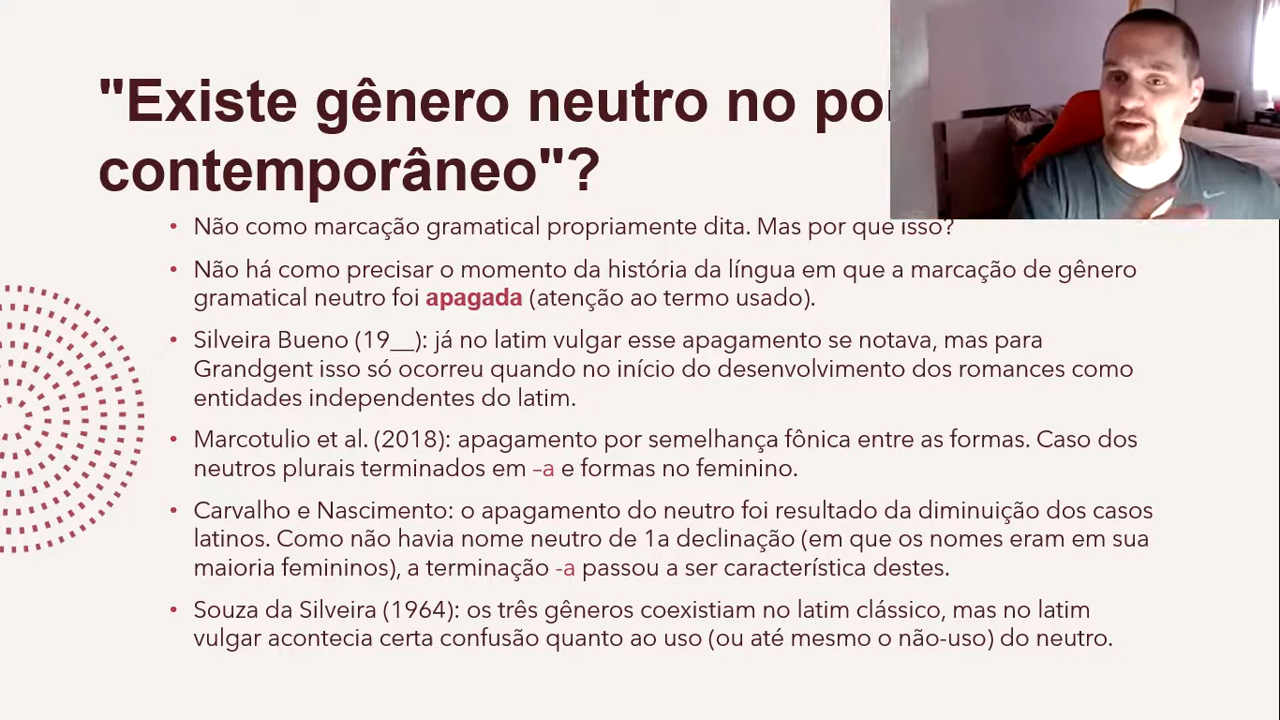 "Existe gênero neutro no po
contemporâneo"?
• Não como marcação gramatical propriamente dita. Mas por que isso?
• Não há como precisar o momento da história da língua em que a marcação de gênero
gramatical neutro foi apagada (atenção ao termo usado).
• Silveira Bueno (19__): já no latim vulgar esse apagamento se notava, mas para
Grandgent isso só ocorreu quando no início do desenvolvimento dos romances como
entidades independentes do latim.
• Marcotulio et al. (2018): apagamento por semelhança fônica entre as formas. Caso dos
neutros plurais terminados em –a e formas no feminino.
• Carvalho e Nascimento: o apagamento do neutro foi resultado da diminuição dos casos
latinos. Como não havia nome neutro de 1a declinação (em que os nomes eram em sua
maioria femininos), a terminação -a passou a ser característica destes.
• Souza da Silveira (1964): os três gêneros coexistiam no latim clássico, mas no latim
vulgar acontecia certa confusão quanto ao uso (ou até mesmo o não-uso) do neutro.